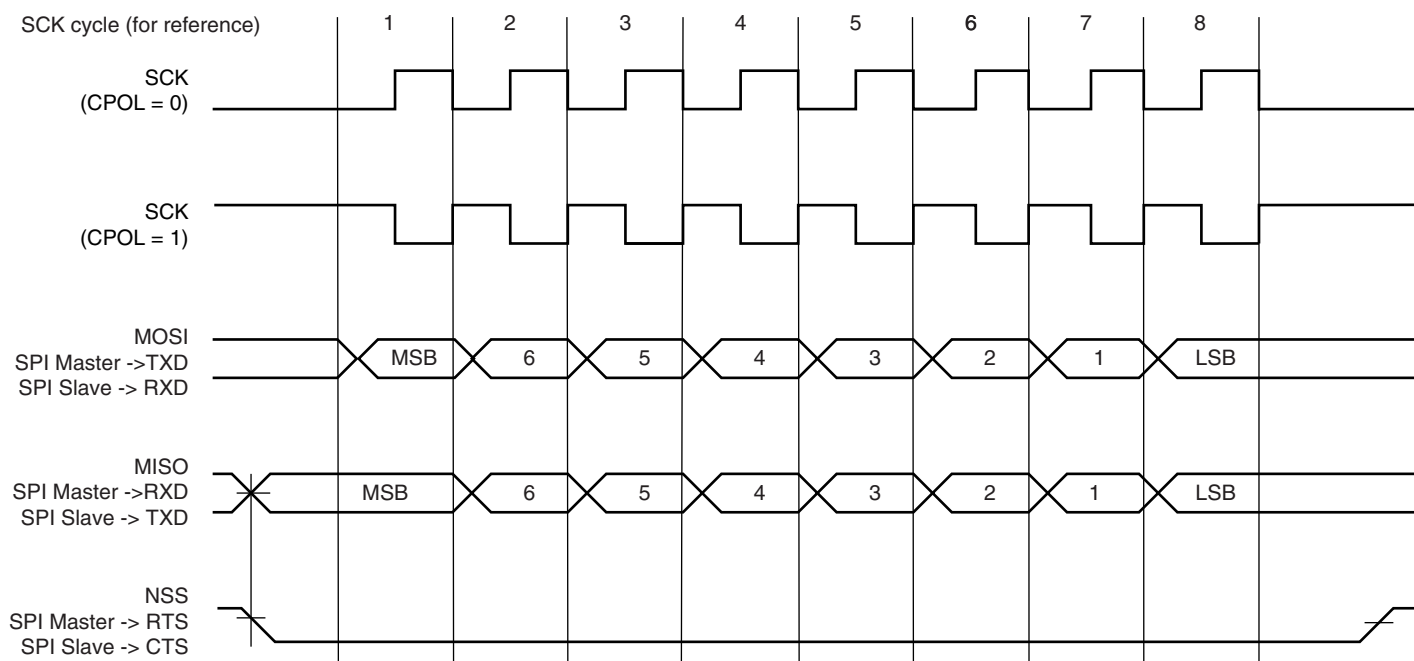 SCK cycle (for reference) 1 2 3 4 5 6 7 8
SCK
(CPOL = 0)
SCK
(CPOL = 1)
MOSI
SPI Master ->TXD
SPI Slave -> RXD
MSB 6 5 4 3 2 1 LSB
MISO
SPI Master ->RXD
SPI Slave -> TXD
MSB 6 5 4 3 2 1 LSB
NSS
SPI Master -> RTS
SPI Slave -> CTS